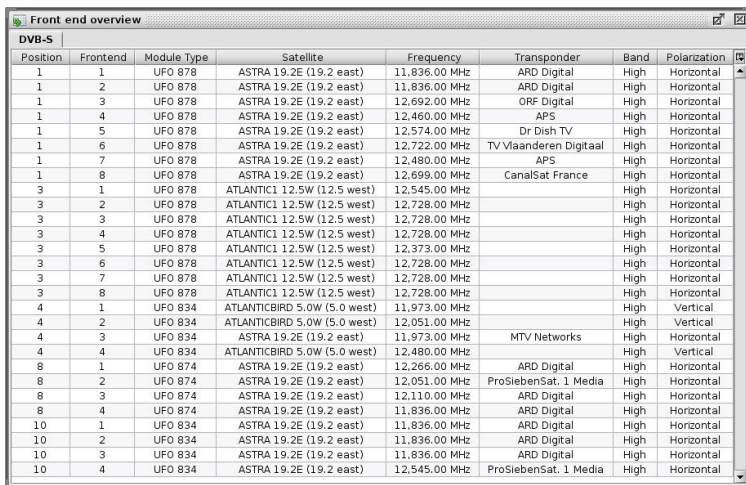 Front end overview
DVB-S
Position Frontend Module Type Satellite Frequency Transponder Band Polarization
1 1 UFO 878 ASTRA 19.2E (19.2 east) 11,836.00 MHz ARD Digital High Horizontal
1 2 UFO 878 ASTRA 19.2E (19.2 east) 11,836.00 MHz ARD Digital High Horizontal
1 3 UFO 878 ASTRA 19.2E (19.2 east) 12,692.00 MHz ORF Digital High Horizontal
1 4 UFO 878 ASTRA 19.2E (19.2 east) 12,460.00 MHz APS High Horizontal
1 5 UFO 878 ASTRA 19.2E (19.2 east) 12,574.00 MHz Dr Dish TV High Horizontal
1 6 UFO 878 ASTRA 19.2E (19.2 east) 12,722.00 MHz TV Vlaanderen Digitaal High Horizontal
1 7 UFO 878 ASTRA 19.2E (19.2 east) 12,480.00 MHz APS High Horizontal
1 8 UFO 878 ASTRA 19.2E (19.2 east) 12,699.00 MHz CanalSat France High Horizontal
3 1 UFO 878 ATLANTIC1 12.5W (12.5 west) 12,545.00 MHz High Horizontal
3 2 UFO 878 ATLANTIC1 12.5W (12.5 west) 12,728.00 MHz High Horizontal
3 3 UFO 878 ATLANTIC1 12.5W (12.5 west) 12,728.00 MHz High Horizontal
3 4 UFO 878 ATLANTIC1 12.5W (12.5 west) 12,728.00 MHz High Horizontal
3 5 UFO 878 ATLANTIC1 12.5W (12.5 west) 12,373.00 MHz High Horizontal
3 6 UFO 878 ATLANTIC1 12.5W (12.5 west) 12,728.00 MHz High Horizontal
3 7 UFO 878 ATLANTIC1 12.5W (12.5 west) 12,728.00 MHz High Horizontal
3 8 UFO 878 ATLANTIC1 12.5W (12.5 west) 12,728.00 MHz High Horizontal
4 1 UFO 834 ATLANTICBIRD 5.0W (5.0 west) 11,973.00 MHz High Vertical
4 2 UFO 834 ATLANTICBIRD 5.0W (5.0 west) 12,051.00 MHz High Vertical
4 3 UFO 834 ASTRA 19.2E (19.2 east) 11,973.00 MHz MTV Networks High Horizontal
4 4 UFO 834 ATLANTICBIRD 5.0W (5.0 west) 12,480.00 MHz High Vertical
8 1 UFO 874 ASTRA 19.2E (19.2 east) 12,266.00 MHz ARD Digital High Horizontal
8 2 UFO 874 ASTRA 19.2E (19.2 east) 12,051.00 MHz ProSiebenSat. 1 Media High Horizontal
8 3 UFO 874 ASTRA 19.2E (19.2 east) 12,110.00 MHz ARD Digital High Horizontal
8 4 UFO 874 ASTRA 19.2E (19.2 east) 11,836.00 MHz ARD Digital High Horizontal
10 1 UFO 834 ASTRA 19.2E (19.2 east) 11,836.00 MHz ARD Digital High Horizontal
10 2 UFO 834 ASTRA 19.2E (19.2 east) 11,836.00 MHz ARD Digital High Horizontal
10 3 UFO 834 ASTRA 19.2E (19.2 east) 11,836.00 MHz ARD Digital High Horizontal
10 4 UFO 834 ASTRA 19.2E (19.2 east) 12,545.00 MHz ProSiebenSat. 1 Media High Horizontal